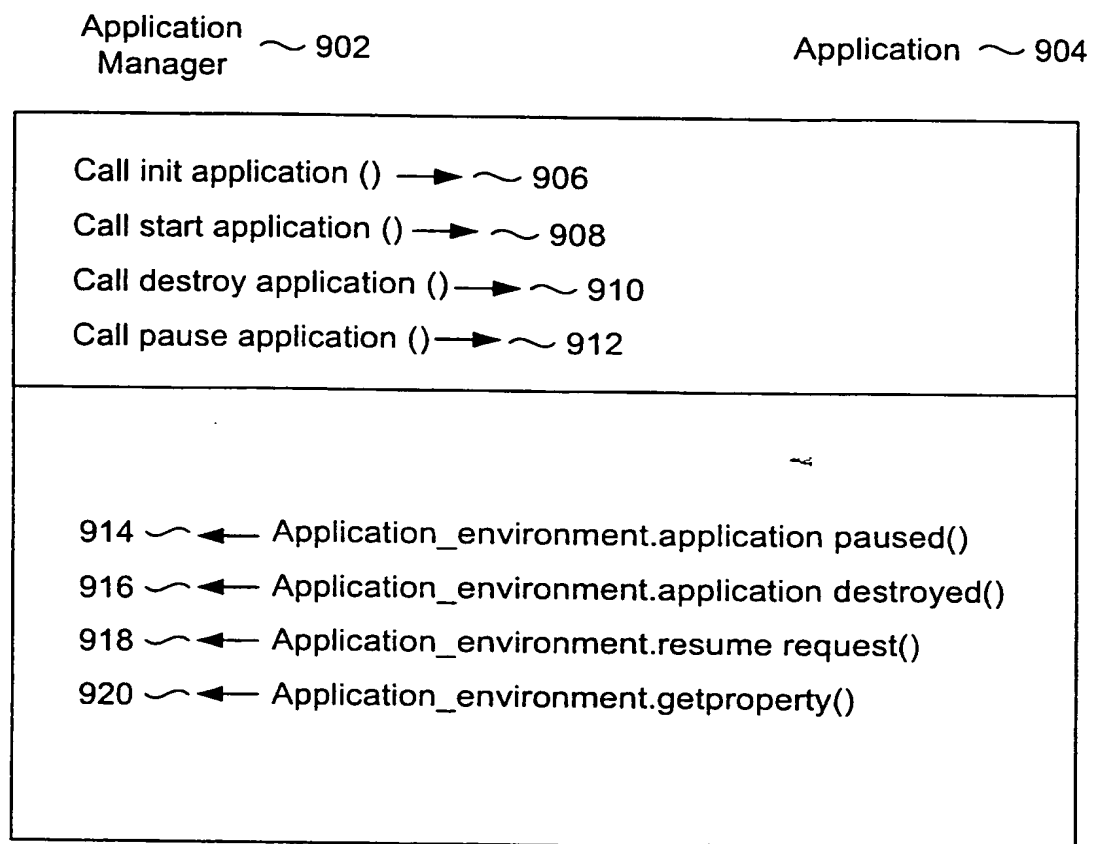 Application
Manager 902
Application 904
Call init application () 906
Call start application () 908
Call destroy application () 910
Call pause application () 912
914 Application_environment.application paused()
916 Application_environment.application destroyed()
918 Application_environment.resume request()
920 Application_environment.getproperty()